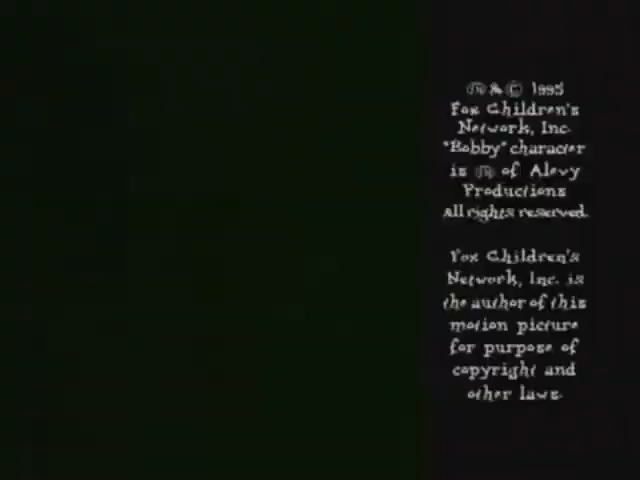 ™ & © 1995
Fox Children's
Network, Inc.
"Bobby" character
is ™ of Alevy
Productions
All rights reserved.
Fox Children's
Network, Inc. is
the author of this
motion picture
for purpose of
copyright and
other laws.